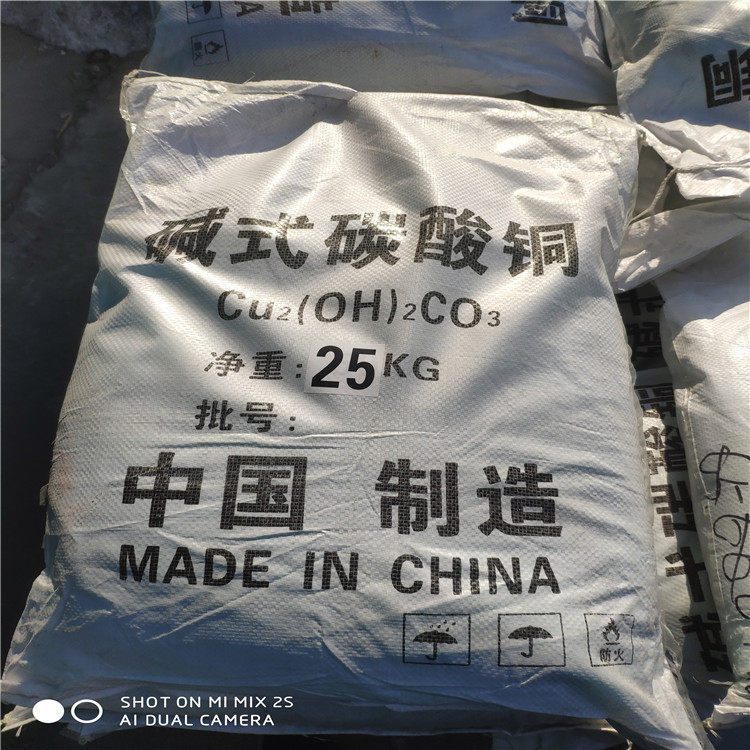 碱式碳酸铜
Cu₂(OH)₂CO₃
净重:25KG
批号:
中国 制造
MADE IN CHINA
防火
SHOT ON MI MIX 2S
AI DUAL CAMERA